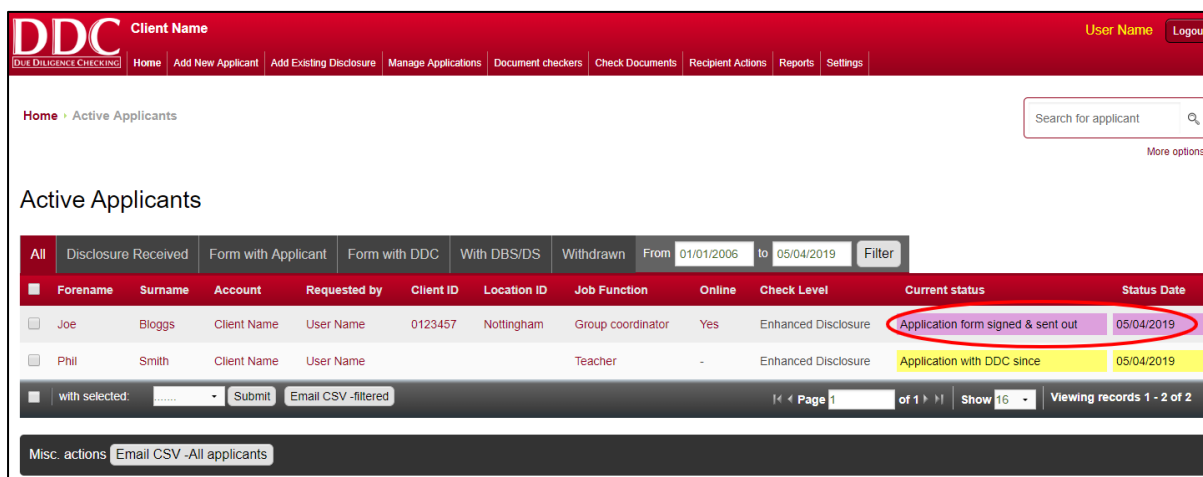 DDC
DUE DILIGENCE CHECKING
Client Name
User Name Logou
Home Add New Applicant Add Existing Disclosure Manage Applications Document checkers Check Documents Recipient Actions Reports Settings
Home Active Applicants
Search for applicant
More options
Active Applicants
All Disclosure Received Form with Applicant Form with DDC With DBS/DS Withdrawn From 01/01/2006 to 05/04/2019 Filter
Forename Surname Account Requested by Client ID Location ID Job Function Online Check Level Current status Status Date
Joe Bloggs Client Name User Name 0123457 Nottingham Group coordinator Yes Enhanced Disclosure Application form signed & sent out 05/04/2019
Phil Smith Client Name User Name Teacher - Enhanced Disclosure Application with DDC since 05/04/2019
with selected: ....... Submit Email CSV -filtered Page 1 of 1 Show 16 Viewing records 1 - 2 of 2
Misc. actions Email CSV -All applicants